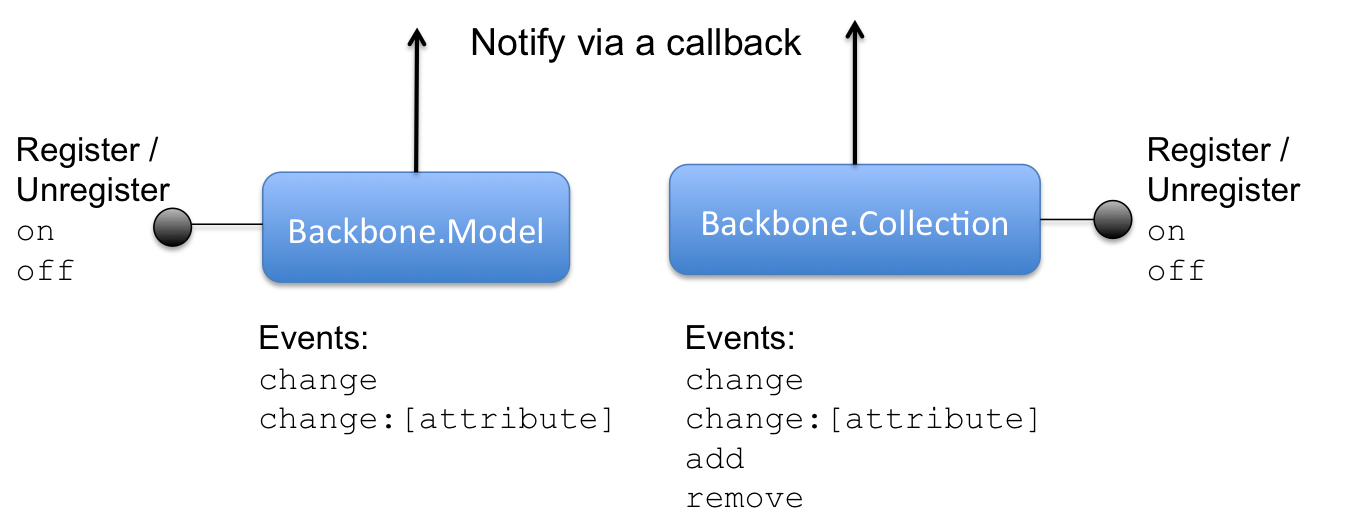 Notify via a callback
Register /
Unregister
on
off
Backbone.Model
Events:
change
change:[attribute]
Backbone.Collection
Events:
change
change:[attribute]
add
remove
Register /
Unregister
on
off